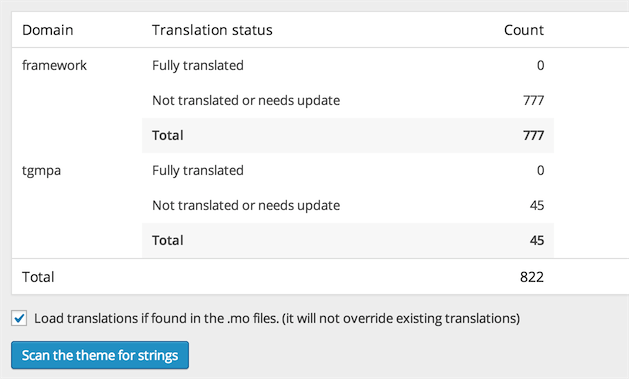 Domain Translation status Count
framework Fully translated 0
Not translated or needs update 777
Total 777
tgmpa Fully translated 0
Not translated or needs update 45
Total 45
Total 822
Load translations if found in the .mo files. (it will not override existing translations)
Scan the theme for strings